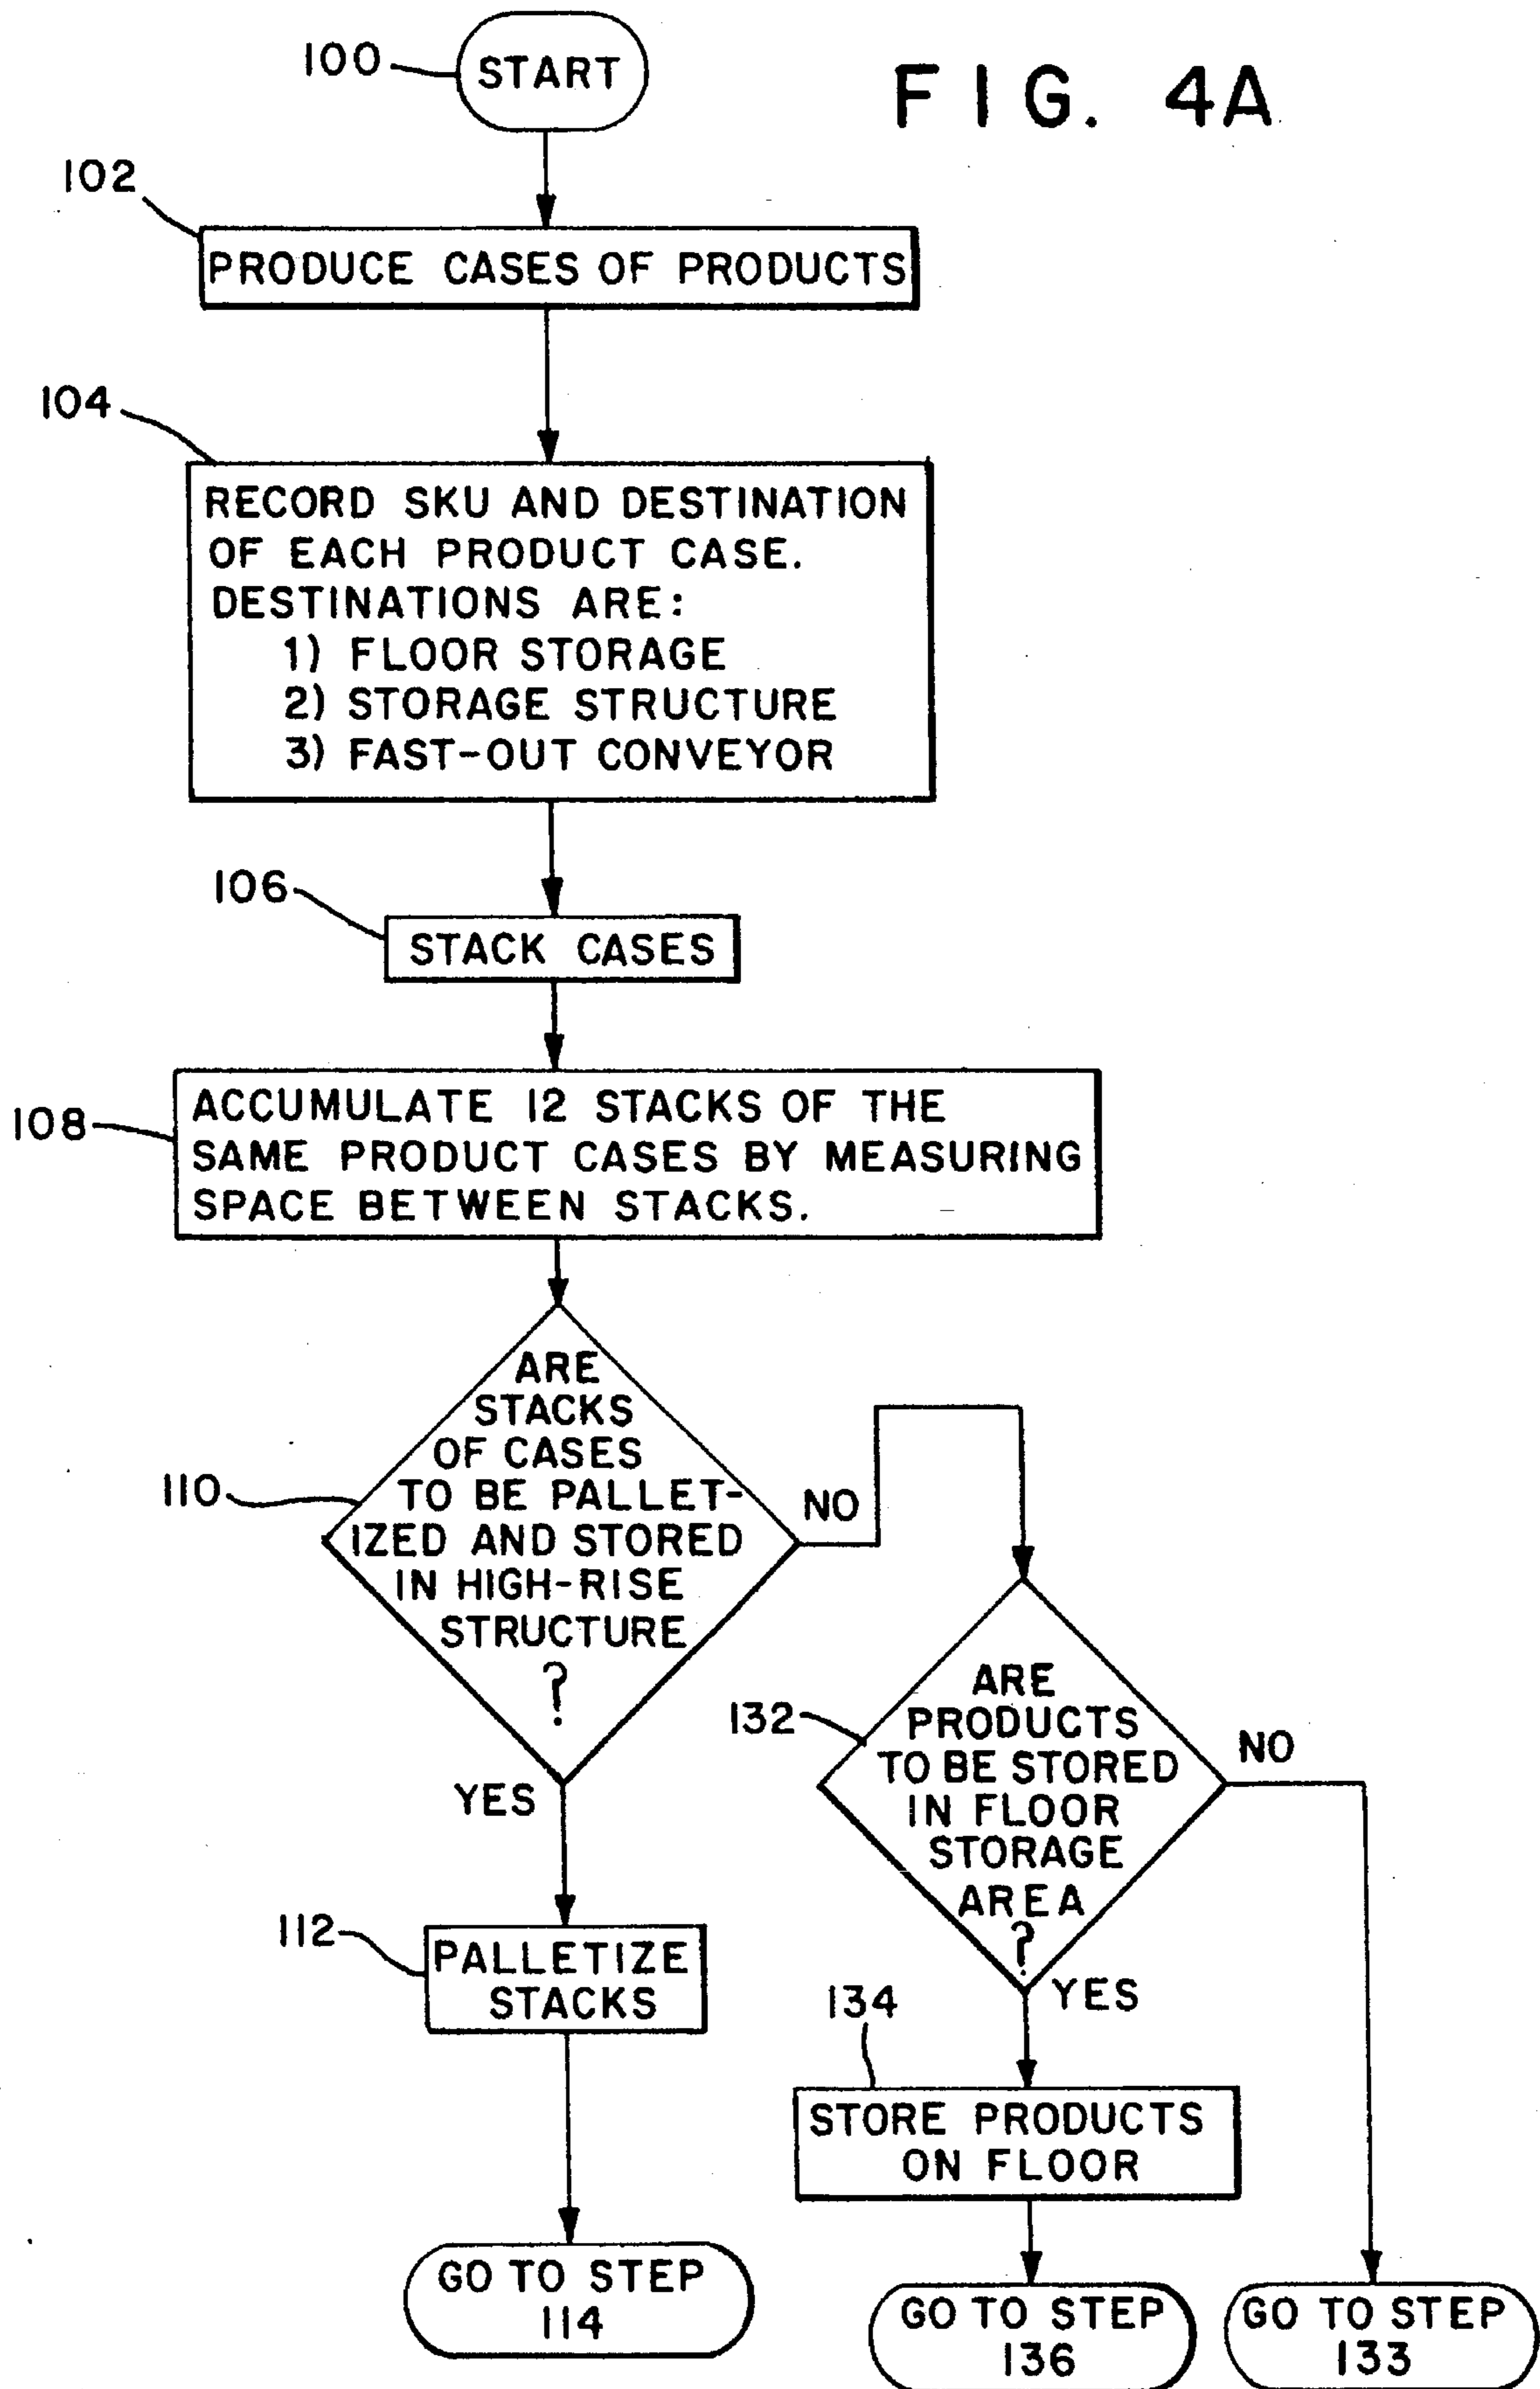 100
START
FIG. 4A
102
PRODUCE CASES OF PRODUCTS
104
RECORD SKU AND DESTINATION
OF EACH PRODUCT CASE.
DESTINATIONS ARE:
1) FLOOR STORAGE
2) STORAGE STRUCTURE
3) FAST-OUT CONVEYOR
106
STACK CASES
108
ACCUMULATE 12 STACKS OF THE
SAME PRODUCT CASES BY MEASURING
SPACE BETWEEN STACKS.
110
ARE
STACKS
OF CASES
TO BE PALLET-
IZED AND STORED
IN HIGH-RISE
STRUCTURE
?
NO
YES
132
ARE
PRODUCTS
TO BE STORED
IN FLOOR
STORAGE
AREA
?
NO
YES
112
PALLETIZE
STACKS
134
STORE PRODUCTS
ON FLOOR
GO TO STEP
114
GO TO STEP
136
GO TO STEP
133